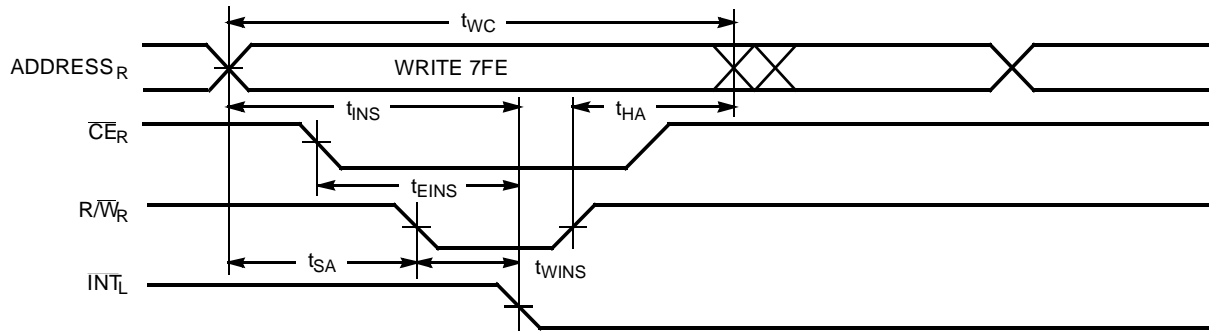 tWC
ADDRESSR
WRITE 7FE
tINS
tHA
CER
tEINS
R/WR
tSA
tWINS
INTL